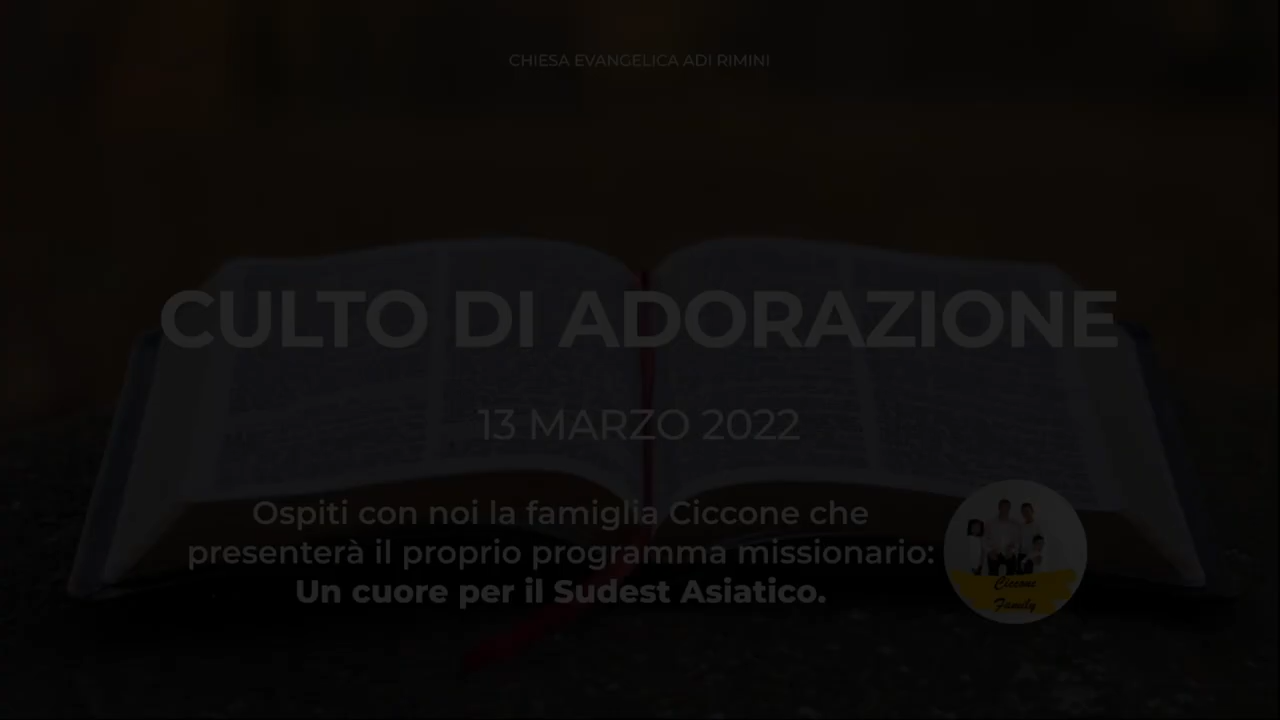 CHIESA EVANGELICA ADI RIMINI
CULTO DI ADORAZIONE
13 MARZO 2022
Ospiti con noi la famiglia Ciccone che
presenterà il proprio programma missionario:
Un cuore per il Sudest Asiatico.
Ciccone
Family